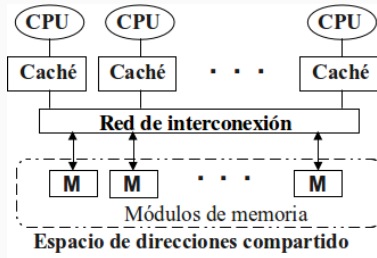 CPU CPU CPU
Caché Caché . . . Caché
Red de interconexión
M M . . . M
Módulos de memoria
Espacio de direcciones compartido